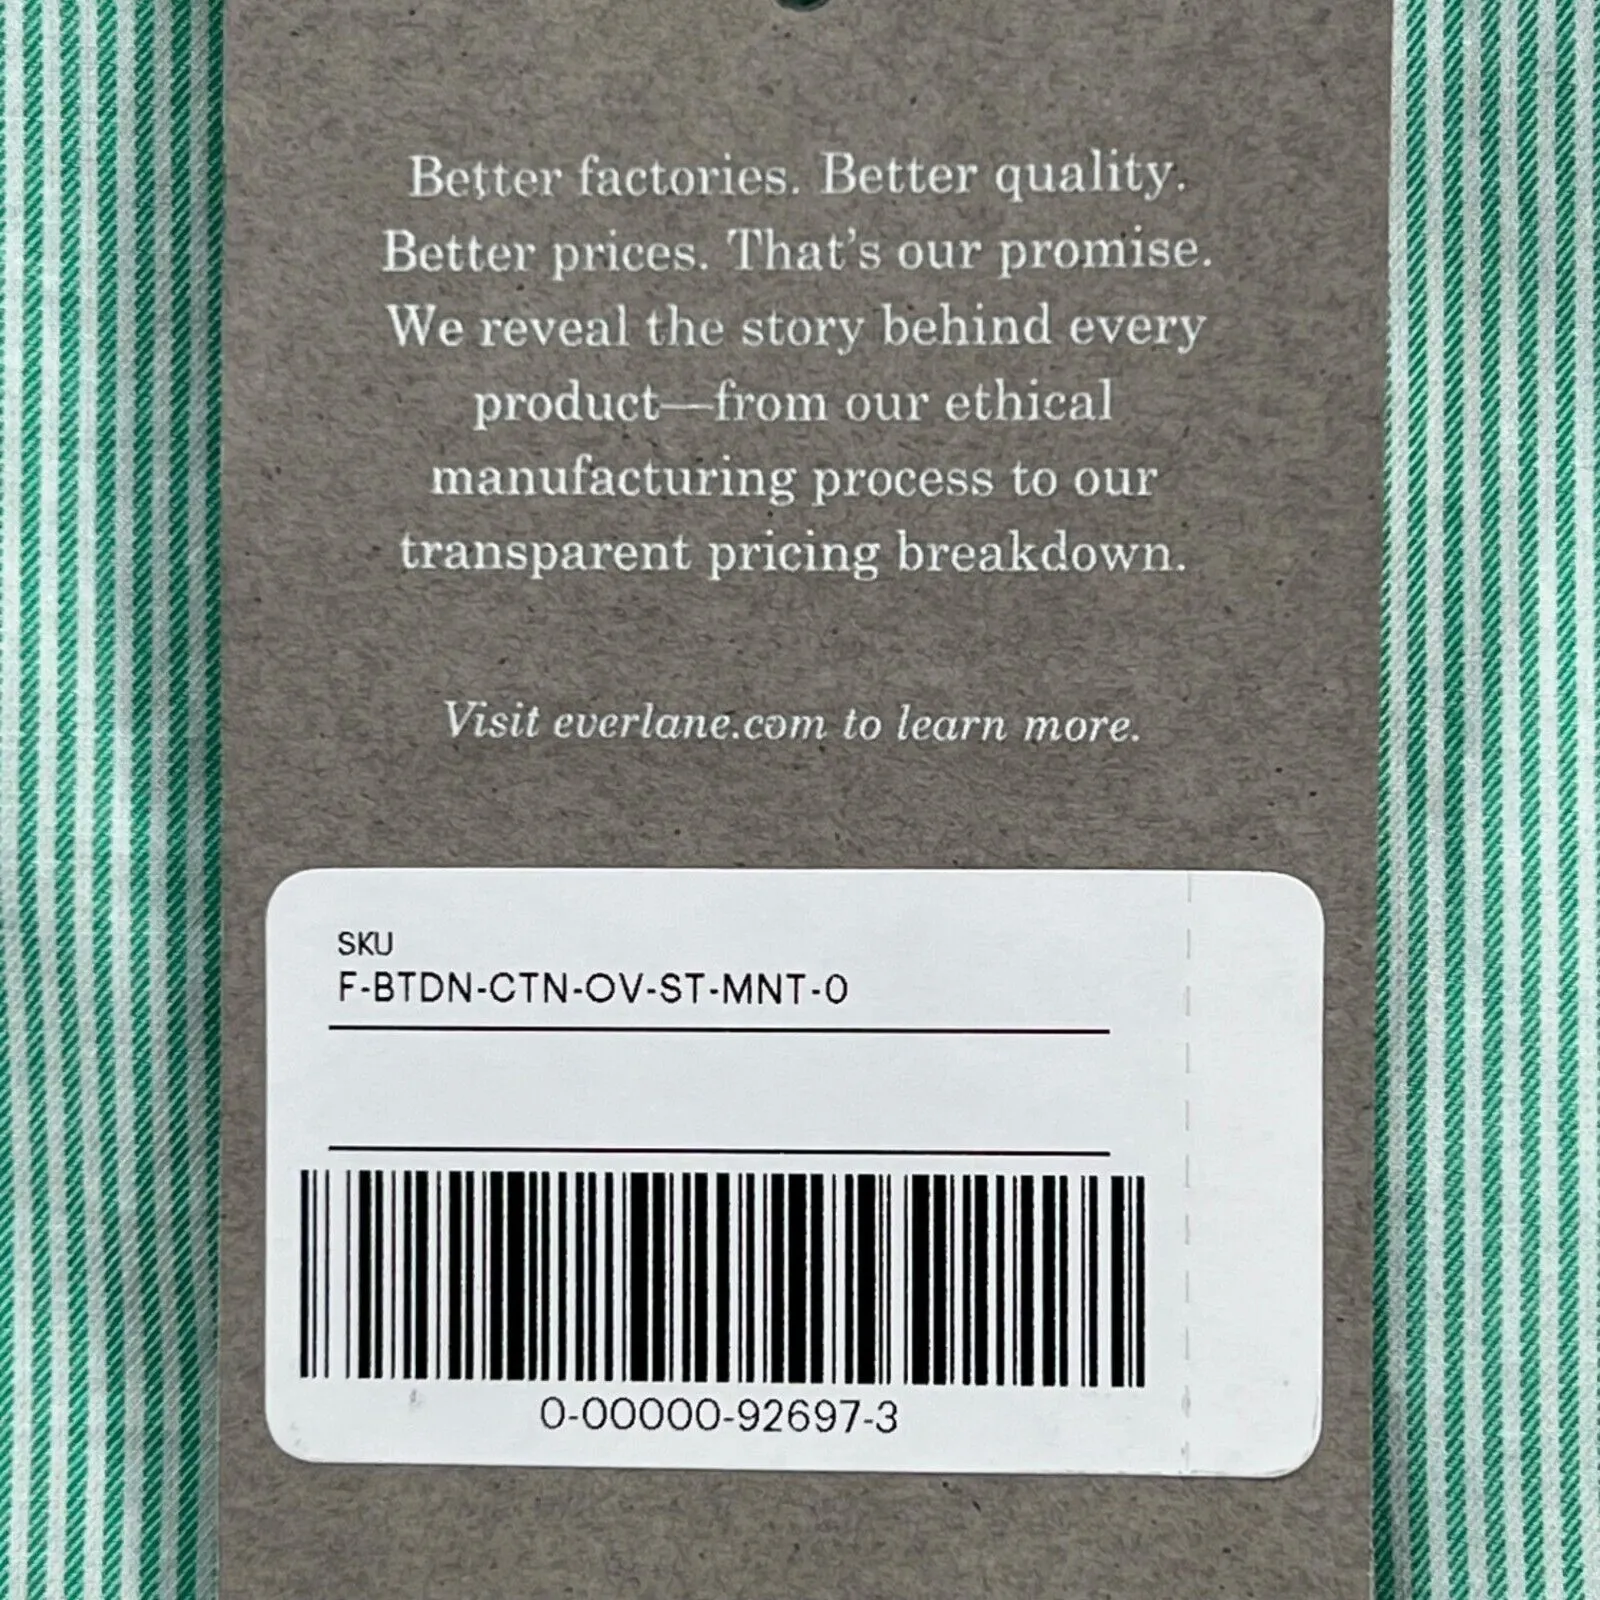 Better factories. Better quality.
Better prices. That's our promise.
We reveal the story behind every
product—from our ethical
manufacturing process to our
transparent pricing breakdown.
Visit everlane.com to learn more.
SKU
F-BTDN-CTN-OV-ST-MNT-0
0-00000-92697-3